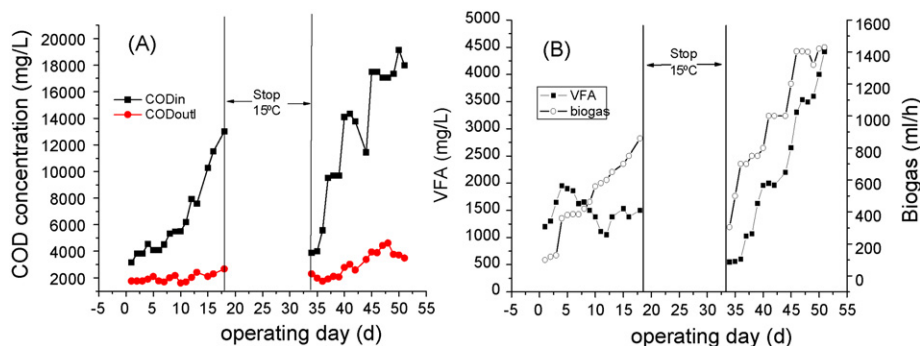 (A)
COD concentration (mg/L)
20000
18000
16000
14000
12000
10000
8000
6000
4000
2000
CODin
CODoutl
Stop
15ºC
-5 0 5 10 15 20 25 30 35 40 45 50 55
operating day (d)
(B)
VFA (mg/L)
5000
4500
4000
3500
3000
2500
2000
1500
1000
500
0
VFA
biogas
Stop
15ºC
Biogas (ml/h)
1600
1400
1200
1000
800
600
400
200
0
-5 0 5 10 15 20 25 30 35 40 45 50 55
operating day (d)